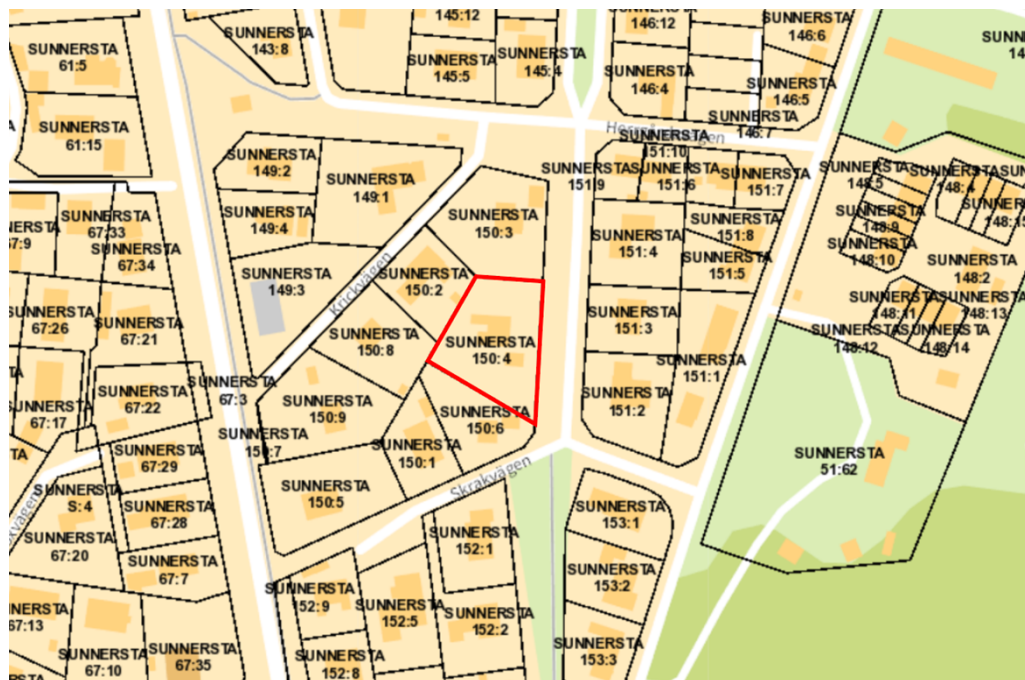 SUNNERSTA
145:12
SUNNERSTA
146:12
SUNNERSTA
146:6
SUNNERSTA
61:5
SUNNERSTA
143:8
SUNNERSTA
145:5
SUNNERSTA
145:4
SUNNERSTA
146:4
SUNNERSTA
146:5
SUNN
SUNNERSTA
146:7
SUNNERSTA
61:15
SUNNERSTA
151:10
SUNNERSTA
149:2
SUNNERSTA
149:1
SUNNERSTA
151:9
SUNNERSTA
151:6
SUNNERSTA
151:7
SUNNERSTA
148:5
SUNNERSTA
148:4
SUNNERSTA
149:4
SUNNERSTA
150:3
SUNNERSTA
151:8
SUNNERSTA
148:9
SUNNERSTA
67:33
SUNNERSTA
67:34
SUNNERSTA
151:4
SUNNERSTA
151:5
SUNNERSTA
148:10
SUNNERSTA
148:2
SUNNERSTA
149:3
Krickvägen
SUNNERSTA
150:2
SUNNERSTA
67:26
SUNNERSTA
67:21
SUNNERSTA
150:8
SUNNERSTA
150:4
SUNNERSTA
151:3
SUNNERSTA
148:11
SUNNERSTA
148:13
SUNNERSTA
148:12
SUNNERSTA
148:14
SUNNERSTA
151:1
SUNNERSTA
67:22
SUNNERSTA
67:3
SUNNERSTA
150:9
SUNNERSTA
151:2
SUNNERSTA
67:17
SUNNERSTA
150:7
SUNNERSTA
150:6
SUNNERSTA
150:1
SUNNERSTA
67:29
SUNNERSTA
51:62
Skrakvägen
SUNNERSTA
S:4
SUNNERSTA
150:5
SUNNERSTA
67:28
SUNNERSTA
153:1
SUNNERSTA
67:20
SUNNERSTA
152:1
SUNNERSTA
67:7
SUNNERSTA
153:2
SUNNERSTA
152:9
SUNNERSTA
152:5
SUNNERSTA
152:2
SUNNERSTA
67:13
SUNNERSTA
67:10
SUNNERSTA
67:35
SUNNERSTA
152:8
SUNNERSTA
153:3